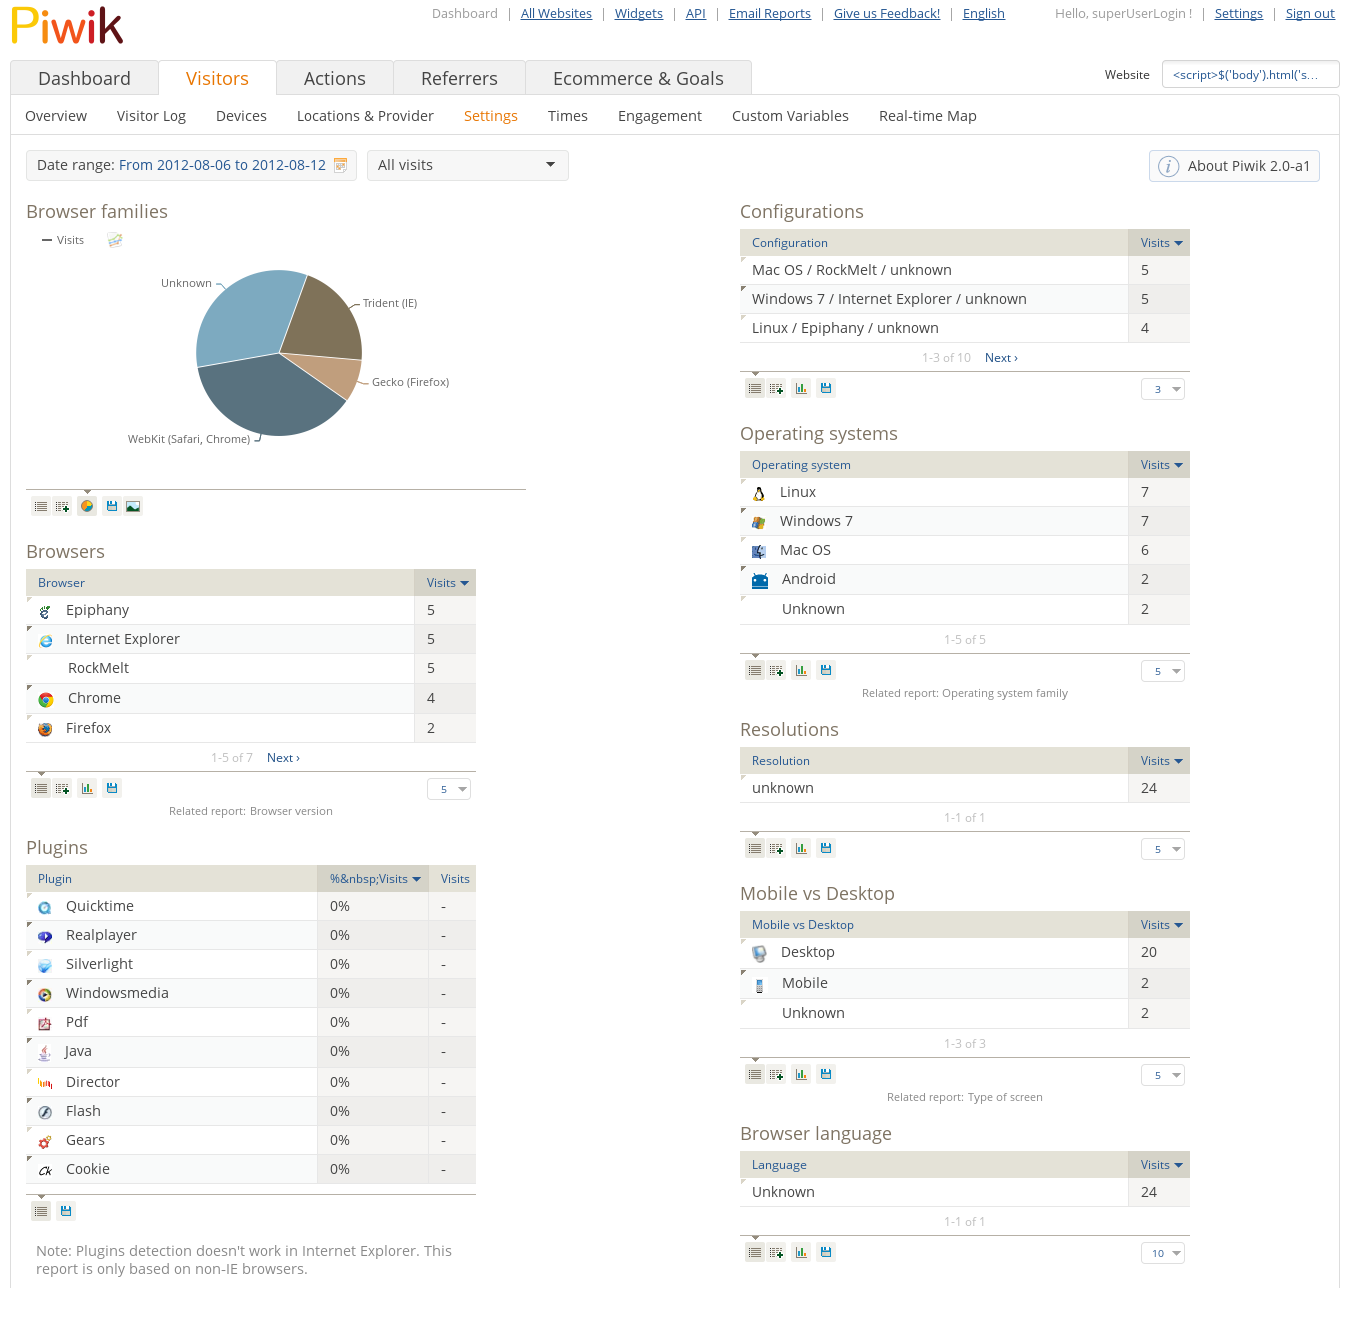 Piwik
Dashboard | All Websites | Widgets | API | Email Reports | Give us Feedback! | English
Hello, superUserLogin ! | Settings | Sign out
Dashboard Visitors Actions Referrers Ecommerce & Goals
Website <script>$('body').html('s...
Overview Visitor Log Devices Locations & Provider Settings Times Engagement Custom Variables Real-time Map
Date range: From 2012-08-06 to 2012-08-12
All visits
About Piwik 2.0-a1
Browser families
Visits
Unknown
Trident (IE)
Gecko (Firefox)
WebKit (Safari, Chrome)
Browsers
Browser Visits
Epiphany 5
Internet Explorer 5
RockMelt 5
Chrome 4
Firefox 2
1-5 of 7 Next ›
5
Related report: Browser version
Plugins
Plugin %&nbsp;Visits Visits
Quicktime 0% -
Realplayer 0% -
Silverlight 0% -
Windowsmedia 0% -
Pdf 0% -
Java 0% -
Director 0% -
Flash 0% -
Gears 0% -
Cookie 0% -
Note: Plugins detection doesn't work in Internet Explorer. This
report is only based on non-IE browsers.
Configurations
Configuration Visits
Mac OS / RockMelt / unknown 5
Windows 7 / Internet Explorer / unknown 5
Linux / Epiphany / unknown 4
1-3 of 10 Next ›
3
Operating systems
Operating system Visits
Linux 7
Windows 7 7
Mac OS 6
Android 2
Unknown 2
1-5 of 5
5
Related report: Operating system family
Resolutions
Resolution Visits
unknown 24
1-1 of 1
5
Mobile vs Desktop
Mobile vs Desktop Visits
Desktop 20
Mobile 2
Unknown 2
1-3 of 3
5
Related report: Type of screen
Browser language
Language Visits
Unknown 24
1-1 of 1
10